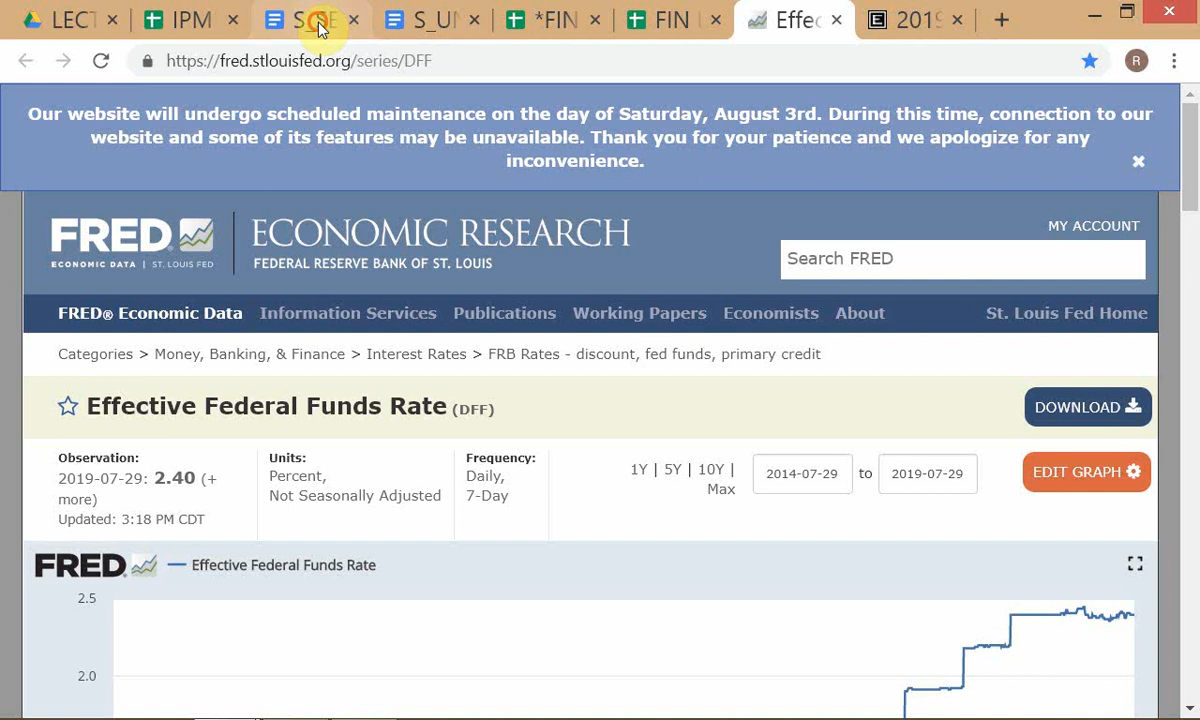 LECT
IPM
S_UN
*FIN
FIN
Effec
2019
https://fred.stlouisfed.org/series/DFF
R
Our website will undergo scheduled maintenance on the day of Saturday, August 3rd. During this time, connection to our
website and some of its features may be unavailable. Thank you for your patience and we apologize for any
inconvenience.
FRED
ECONOMIC DATA | ST. LOUIS FED
ECONOMIC RESEARCH
FEDERAL RESERVE BANK OF ST. LOUIS
MY ACCOUNT
Search FRED
FRED® Economic Data Information Services Publications Working Papers Economists About St. Louis Fed Home
Categories > Money, Banking, & Finance > Interest Rates > FRB Rates - discount, fed funds, primary credit
Effective Federal Funds Rate (DFF)
DOWNLOAD
Observation:
2019-07-29: 2.40 (+
more)
Updated: 3:18 PM CDT
Units:
Percent,
Not Seasonally Adjusted
Frequency:
Daily,
7-Day
1Y | 5Y | 10Y |
Max
2014-07-29 to 2019-07-29
EDIT GRAPH
FRED
Effective Federal Funds Rate
2.5
2.0